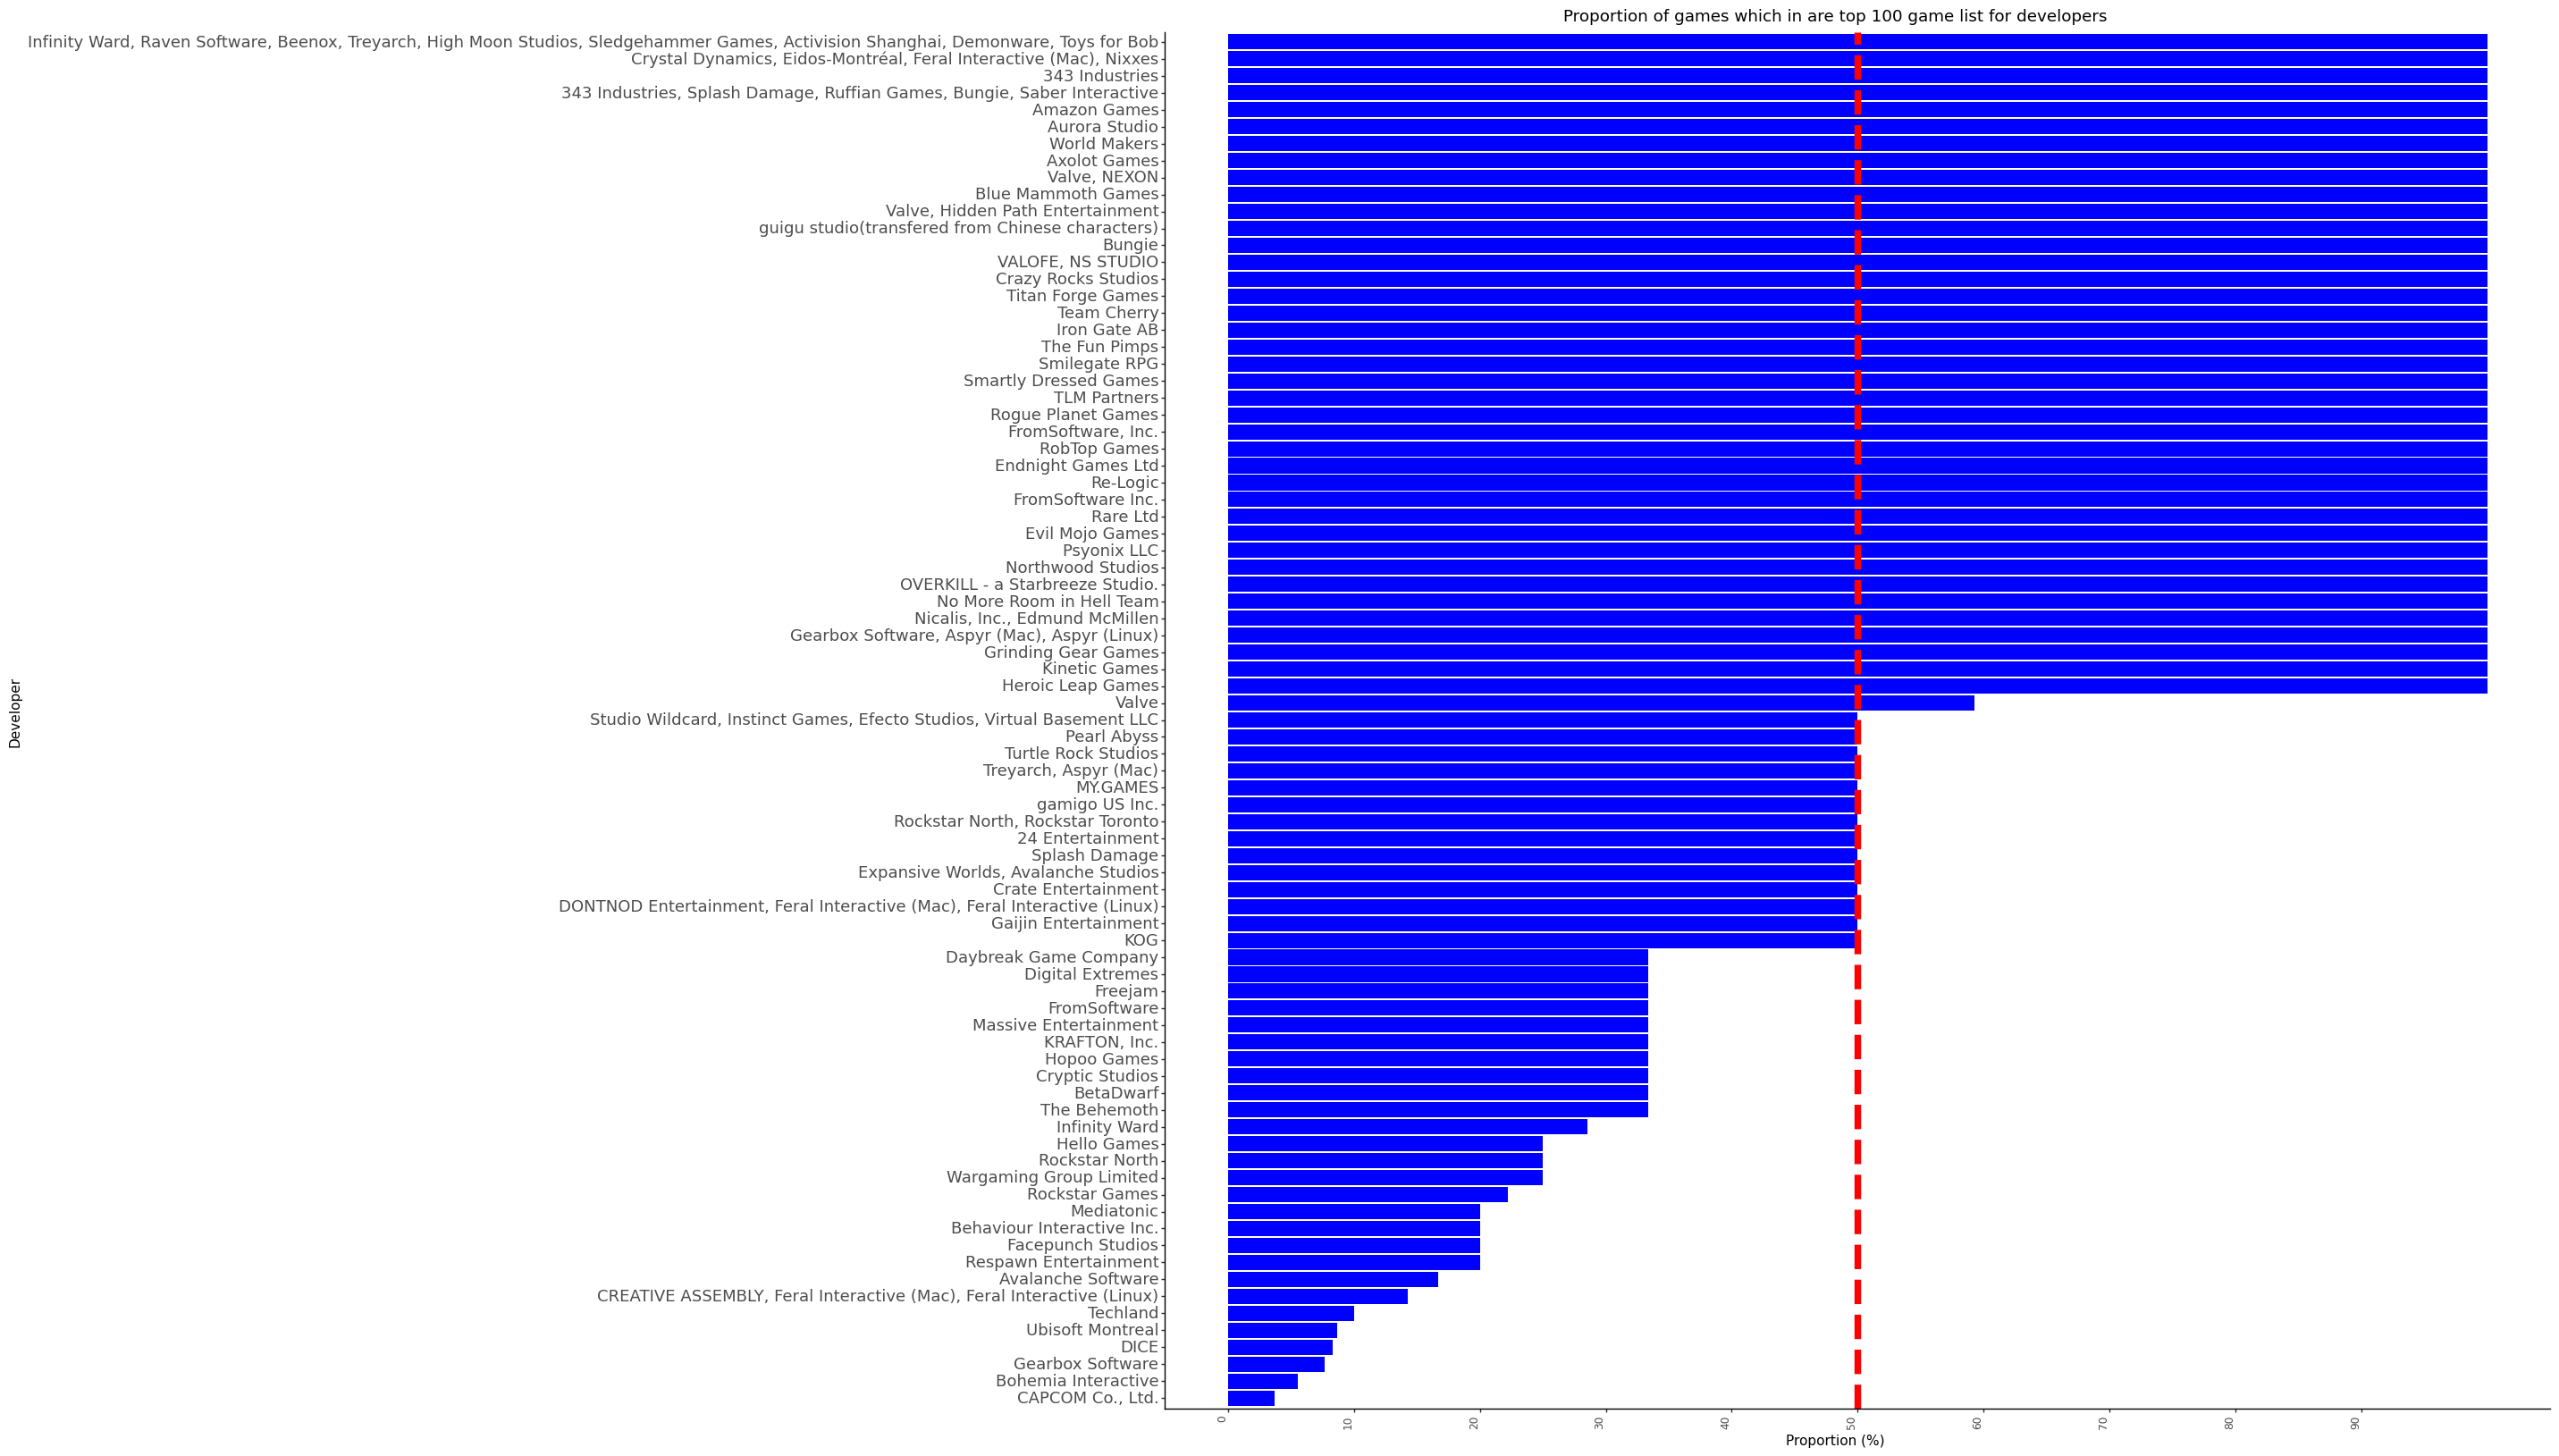 Proportion of games which in are top 100 game list for developers
Infinity Ward, Raven Software, Beenox, Treyarch, High Moon Studios, Sledgehammer Games, Activision Shanghai, Demonware, Toys for Bob
Crystal Dynamics, Eidos-Montréal, Feral Interactive (Mac), Nixxes
343 Industries
343 Industries, Splash Damage, Ruffian Games, Bungie, Saber Interactive
Amazon Games
Aurora Studio
World Makers
Axolot Games
Valve, NEXON
Blue Mammoth Games
Valve, Hidden Path Entertainment
guigu studio(transfered from Chinese characters)
Bungie
VALOFE, NS STUDIO
Crazy Rocks Studios
Titan Forge Games
Team Cherry
Iron Gate AB
The Fun Pimps
Smilegate RPG
Smartly Dressed Games
TLM Partners
Rogue Planet Games
FromSoftware, Inc.
RobTop Games
Endnight Games Ltd
Re-Logic
FromSoftware Inc.
Rare Ltd
Evil Mojo Games
Psyonix LLC
Northwood Studios
OVERKILL - a Starbreeze Studio.
No More Room in Hell Team
Nicalis, Inc., Edmund McMillen
Gearbox Software, Aspyr (Mac), Aspyr (Linux)
Grinding Gear Games
Kinetic Games
Heroic Leap Games
Valve
Studio Wildcard, Instinct Games, Efecto Studios, Virtual Basement LLC
Pearl Abyss
Turtle Rock Studios
Treyarch, Aspyr (Mac)
MY.GAMES
gamigo US Inc.
Rockstar North, Rockstar Toronto
24 Entertainment
Splash Damage
Expansive Worlds, Avalanche Studios
Crate Entertainment
DONTNOD Entertainment, Feral Interactive (Mac), Feral Interactive (Linux)
Gaijin Entertainment
KOG
Daybreak Game Company
Digital Extremes
Freejam
FromSoftware
Massive Entertainment
KRAFTON, Inc.
Hopoo Games
Cryptic Studios
BetaDwarf
The Behemoth
Infinity Ward
Hello Games
Rockstar North
Wargaming Group Limited
Rockstar Games
Mediatonic
Behaviour Interactive Inc.
Facepunch Studios
Respawn Entertainment
Avalanche Software
CREATIVE ASSEMBLY, Feral Interactive (Mac), Feral Interactive (Linux)
Techland
Ubisoft Montreal
DICE
Gearbox Software
Bohemia Interactive
CAPCOM Co., Ltd.
Developer
0 10 20 30 40 50 60 70 80 90
Proportion (%)